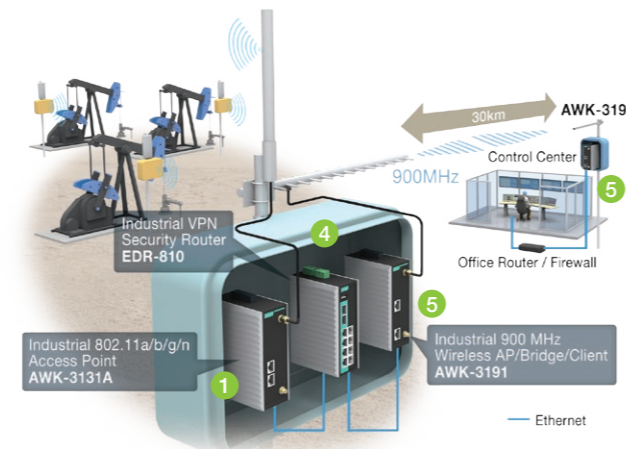 30km
AWK-319
Control Center
900MHz
5
Office Router / Firewall
Industrial VPN
Security Router
EDR-810
4
5
Industrial 802.11a/b/g/n
Access Point
AWK-3131A
1
Industrial 900 MHz
Wireless AP/Bridge/Client
AWK-3191
Ethernet